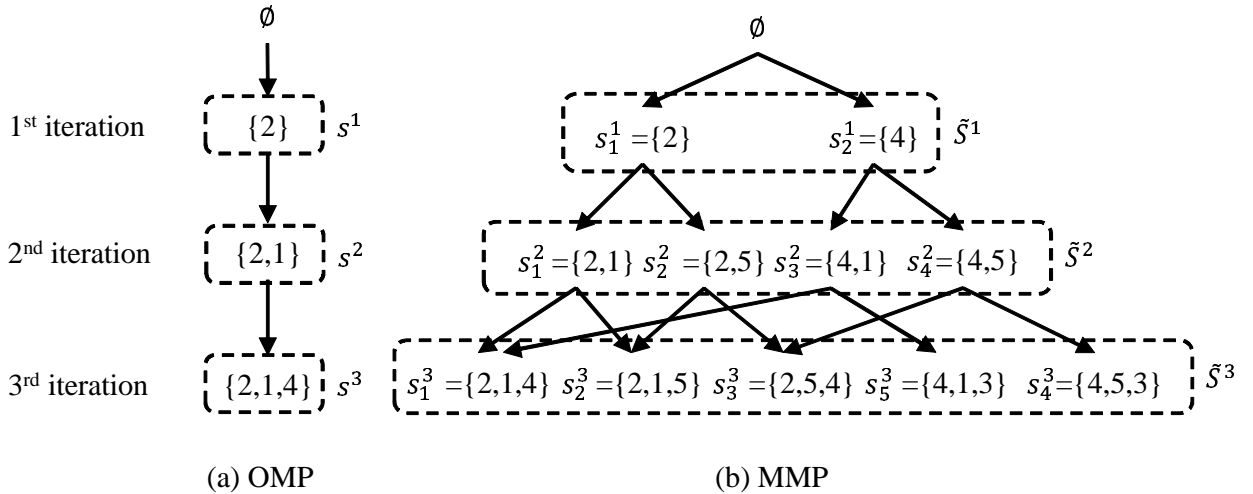 ∅ ∅
1st iteration {2} s¹ s₁¹={2} s₂¹={4} S̃¹
2nd iteration {2,1} s² s₁²={2,1} s₂²={2,5} s₃²={4,1} s₄²={4,5} S̃²
3rd iteration {2,1,4} s³ s₁³={2,1,4} s₂³={2,1,5} s₃³={2,5,4} s₅³={4,1,3} s₄³={4,5,3} S̃³
(a) OMP (b) MMP